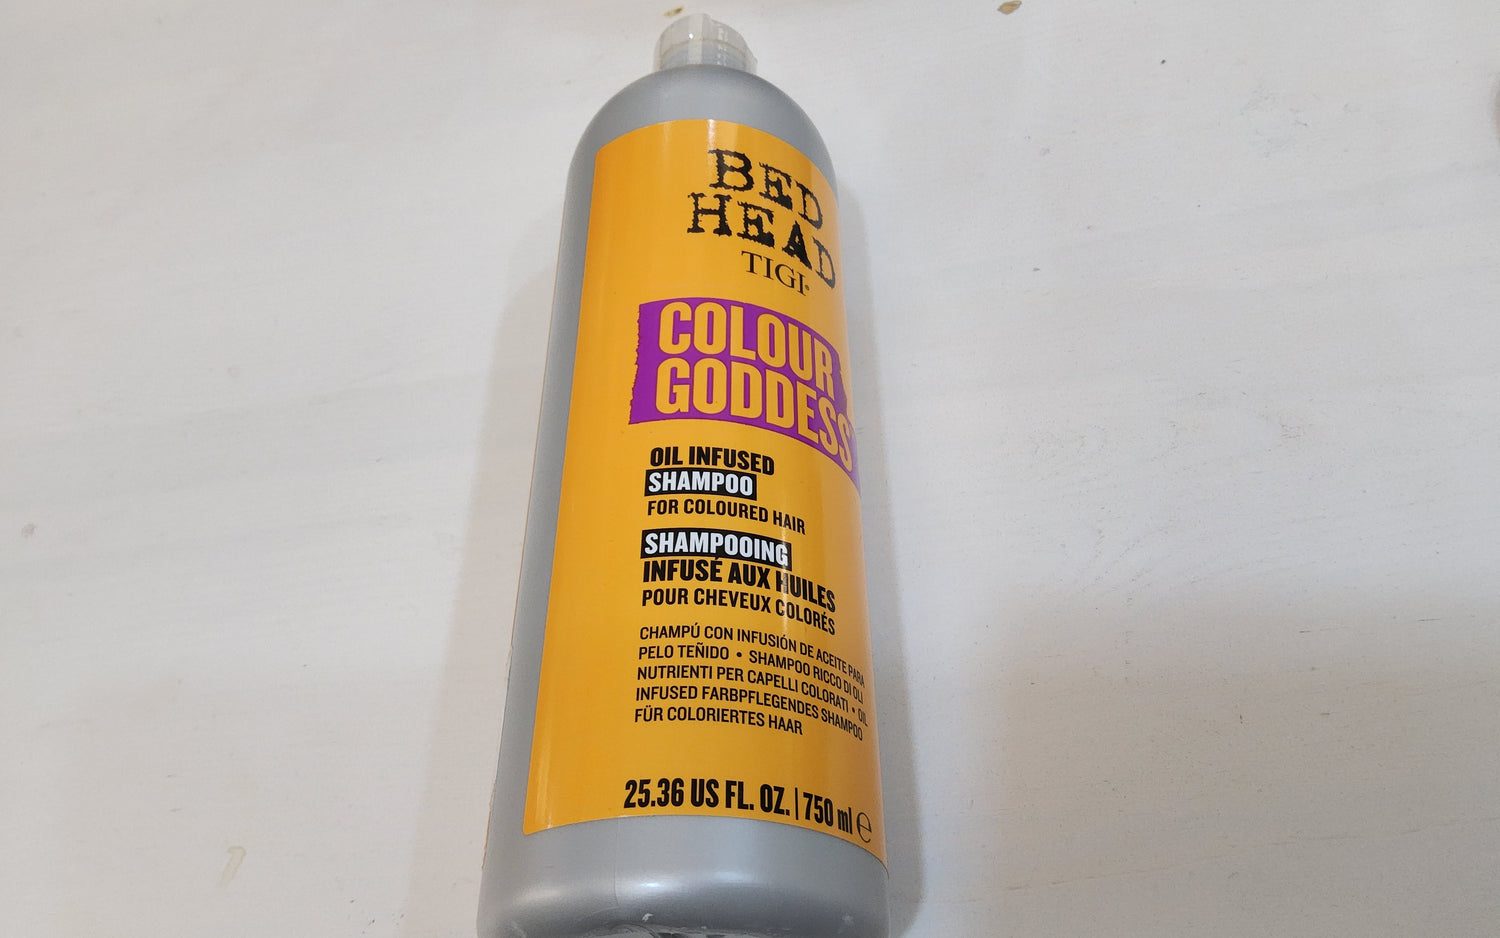 BED
HEAD
TIGI®
COLOUR
GODDESS
OIL INFUSED
SHAMPOO
FOR COLOURED HAIR
SHAMPOOING
INFUSÉ AUX HUILES
POUR CHEVEUX COLORÉS
CHAMPÚ CON INFUSIÓN DE ACEITE PARA
PELO TEÑIDO • SHAMPOO RICCO DI OLI
NUTRIENTI PER CAPELLI COLORATI • OIL
INFUSED FARBPFLEGENDES SHAMPOO
FÜR COLORIERTES HAAR
25.36 US FL. OZ. | 750 ml ℮